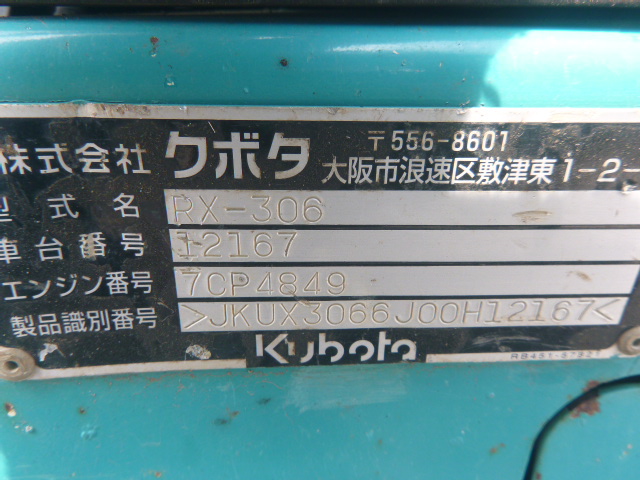 株式会社 クボタ 〒556-8601
大阪市浪速区敷津東1-2-
型式名 RX-306
車台番号 12167
エンジン番号 7CP4849
製品識別番号 >JKUX3066J00H12167<
Kubota